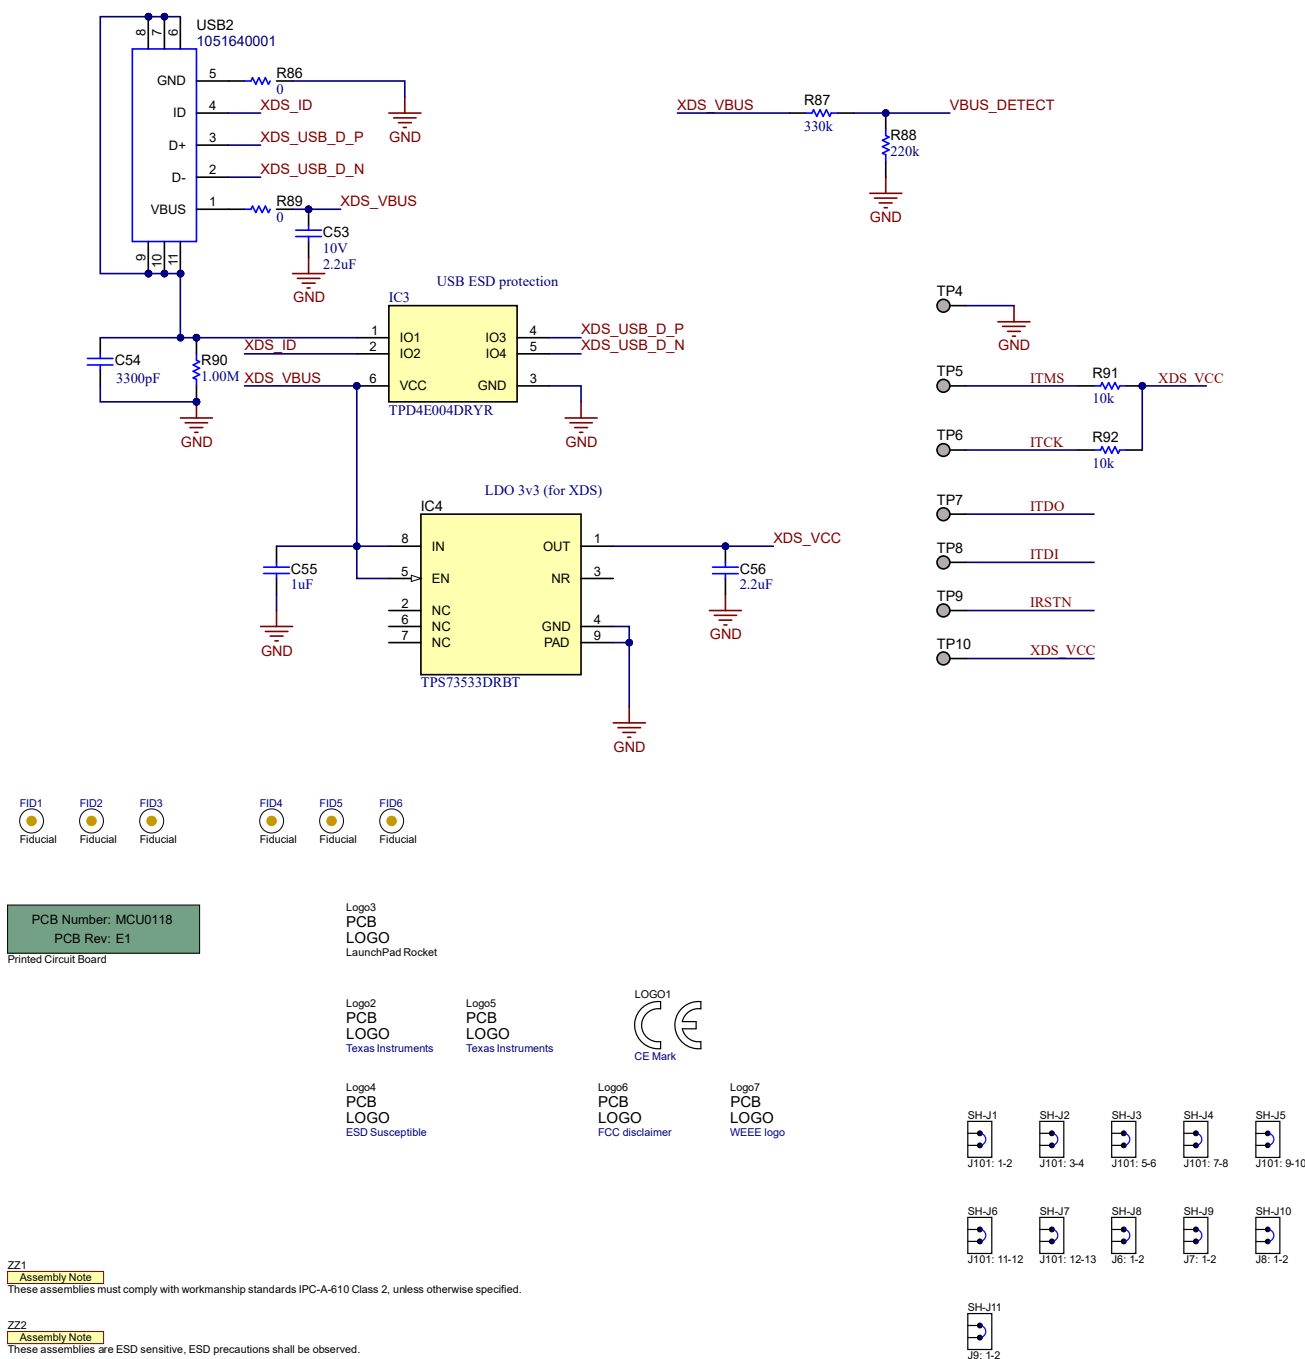 USB2
1051640001
8
7
6
GND 5 R86
0
ID 4 XDS_ID
GND
D+ 3 XDS_USB_D_P
D- 2 XDS_USB_D_N
VBUS 1 R89 XDS_VBUS
0
C53
10V
2.2uF
GND
9
10
11
XDS_VBUS R87 VBUS_DETECT
330k
R88
220k
GND
USB ESD protection
IC3
1 IO1 IO3 4 XDS_USB_D_P
XDS_ID 2 IO2 IO4 5 XDS_USB_D_N
XDS_VBUS 6 VCC GND 3
TPD4E004DRYR
C54
3300pF
R90
1.00M
GND
GND
LDO 3v3 (for XDS)
IC4
8 IN OUT 1 XDS_VCC
5 EN NR 3
2 NC
6 NC GND 4
7 NC PAD 9
TPS73533DRBT
C55
1uF
GND
C56
2.2uF
GND
GND
TP4
GND
TP5 ITMS R91 XDS_VCC
10k
TP6 ITCK R92
10k
TP7 ITDO
TP8 ITDI
TP9 IRSTN
TP10 XDS_VCC
FID1 FID2 FID3 FID4 FID5 FID6
Fiducial Fiducial Fiducial Fiducial Fiducial Fiducial
PCB Number: MCU0118
PCB Rev: E1
Printed Circuit Board
Logo3
PCB
LOGO
LaunchPad Rocket
Logo2
PCB
LOGO
Texas Instruments
Logo5
PCB
LOGO
Texas Instruments
LOGO1
CE
CE Mark
Logo4
PCB
LOGO
ESD Susceptible
Logo6
PCB
LOGO
FCC disclaimer
Logo7
PCB
LOGO
WEEE logo
SH-J1 SH-J2 SH-J3 SH-J4 SH-J5
J101: 1-2 J101: 3-4 J101: 5-6 J101: 7-8 J101: 9-10
SH-J6 SH-J7 SH-J8 SH-J9 SH-J10
J101: 11-12 J101: 12-13 J6: 1-2 J7: 1-2 J8: 1-2
SH-J11
J9: 1-2
ZZ1
Assembly Note
These assemblies must comply with workmanship standards IPC-A-610 Class 2, unless otherwise specified.
ZZ2
Assembly Note
These assemblies are ESD sensitive, ESD precautions shall be observed.